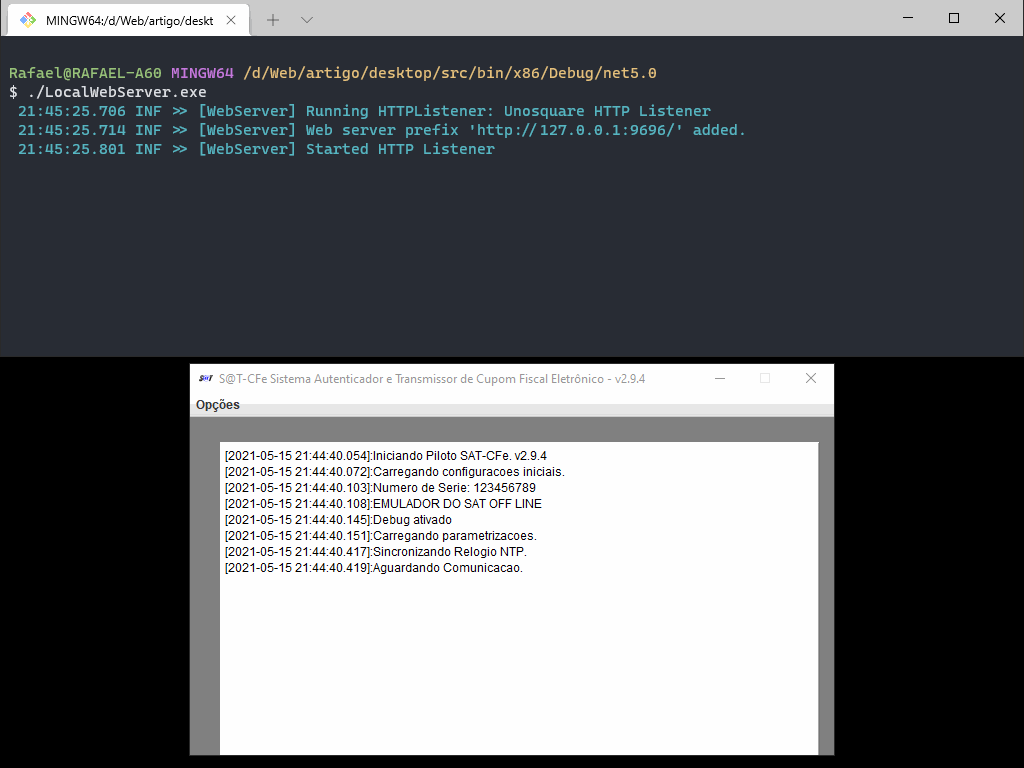 MINGW64:/d/Web/artigo/deskt
Rafael@RAFAEL-A60 MINGW64 /d/Web/artigo/desktop/src/bin/x86/Debug/net5.0
$ ./LocalWebServer.exe
21:45:25.706 INF >> [WebServer] Running HTTPListener: Unosquare HTTP Listener
21:45:25.714 INF >> [WebServer] Web server prefix 'http://127.0.0.1:9696/' added.
21:45:25.801 INF >> [WebServer] Started HTTP Listener
S@T S@T-CFe Sistema Autenticador e Transmissor de Cupom Fiscal Eletrônico - v2.9.4
Opções
[2021-05-15 21:44:40.054]:Iniciando Piloto SAT-CFe. v2.9.4
[2021-05-15 21:44:40.072]:Carregando configuracoes iniciais.
[2021-05-15 21:44:40.103]:Numero de Serie: 123456789
[2021-05-15 21:44:40.108]:EMULADOR DO SAT OFF LINE
[2021-05-15 21:44:40.145]:Debug ativado
[2021-05-15 21:44:40.151]:Carregando parametrizacoes.
[2021-05-15 21:44:40.417]:Sincronizando Relogio NTP.
[2021-05-15 21:44:40.419]:Aguardando Comunicacao.